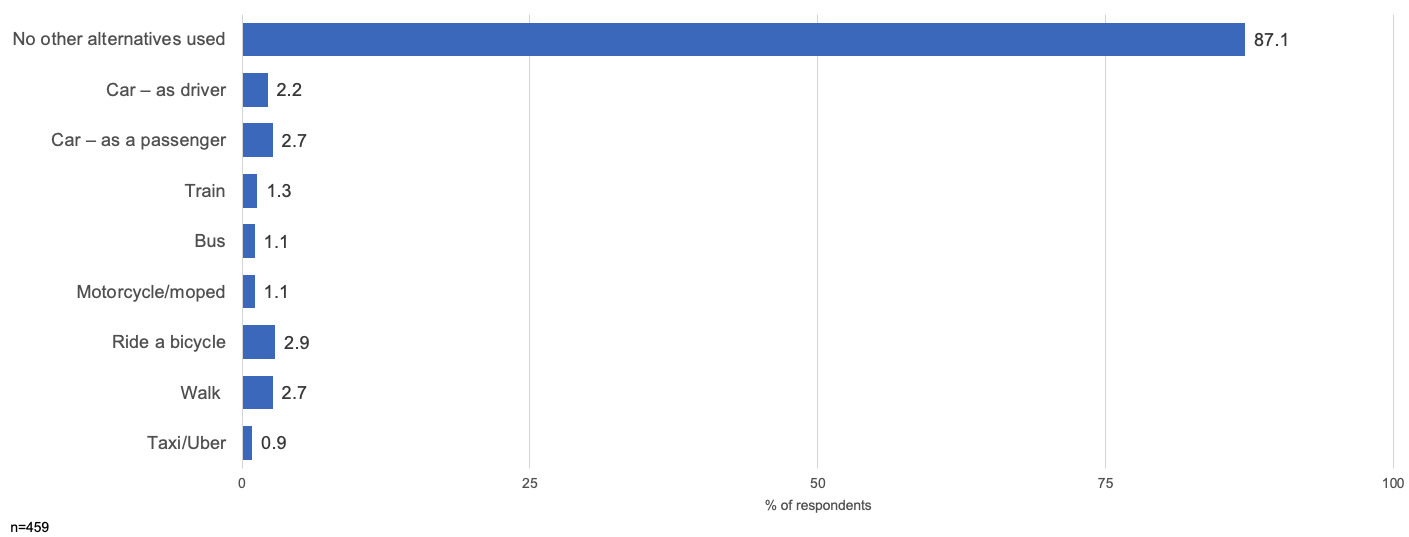 No other alternatives used 87.1
Car – as driver 2.2
Car – as a passenger 2.7
Train 1.3
Bus 1.1
Motorcycle/moped 1.1
Ride a bicycle 2.9
Walk 2.7
Taxi/Uber 0.9
0 25 50 75 100
% of respondents
n=459